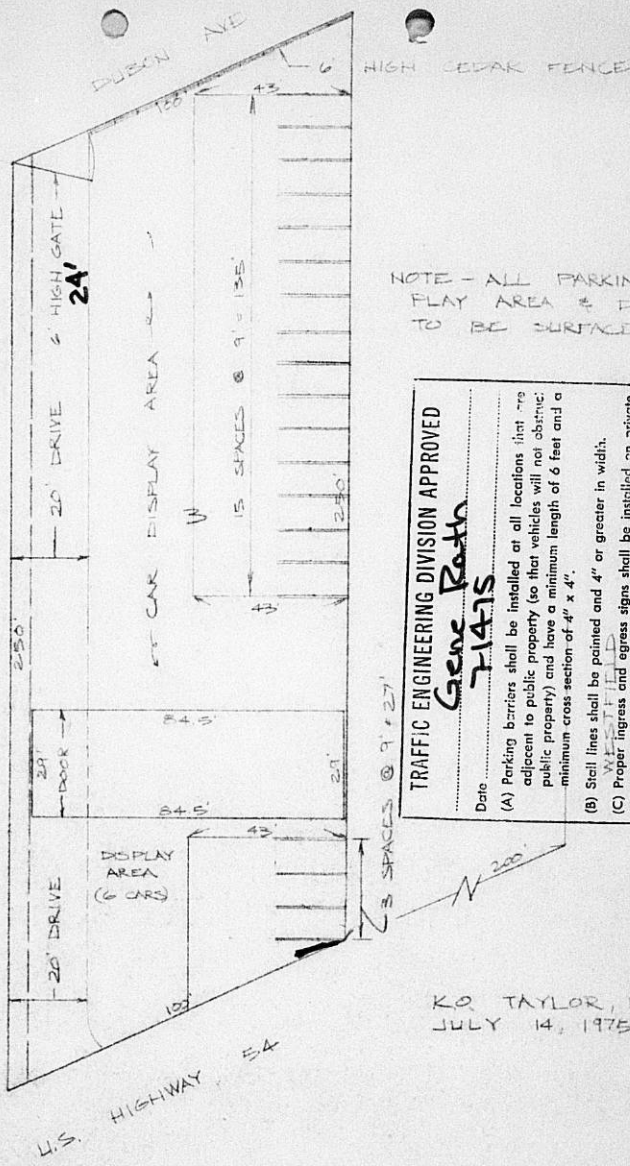 DUBON AVE
6' HIGH CEDAR FENCE
100'
43'
20' DRIVE 6' HIGH GATE
24'
CAR DISPLAY AREA
15 SPACES @ 9' = 135'
250'
250'
43'
NOTE - ALL PARKIN
PLAY AREA &
TO BE SURFACE
TRAFFIC ENGINEERING DIVISION APPROVED
Gene Rath
Date 71475
(A) Parking barriers shall be installed at all locations that are
adjacent to public property (so that vehicles will not obstruct
public property) and have a minimum length of 6 feet and a
minimum cross section of 4" x 4".
(B) Stall lines shall be painted and 4" or greater in width.
WESTFIELD
(C) Proper ingress and egress signs shall be installed on private
84.5'
29'
DOOR
29'
84.5'
43'
3 SPACES @ 9' = 27'
DISPLAY
AREA
(6 CARS)
20' DRIVE
N
200'
100'
U.S. HIGHWAY 54
K.O. TAYLOR,
JULY 14, 1975